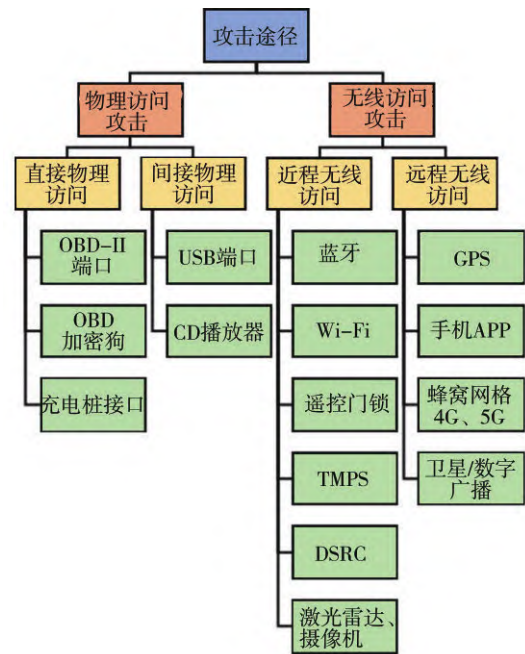 攻击途径
物理访问
攻击
无线访问
攻击
直接物理
访问
间接物理
访问
近程无线
访问
远程无线
访问
OBD-II
端口
OBD
加密狗
充电桩接口
USB端口
CD播放器
蓝牙
Wi-Fi
遥控门锁
TMPS
DSRC
激光雷达、
摄像机
GPS
手机APP
蜂窝网格
4G、5G
卫星/数字
广播